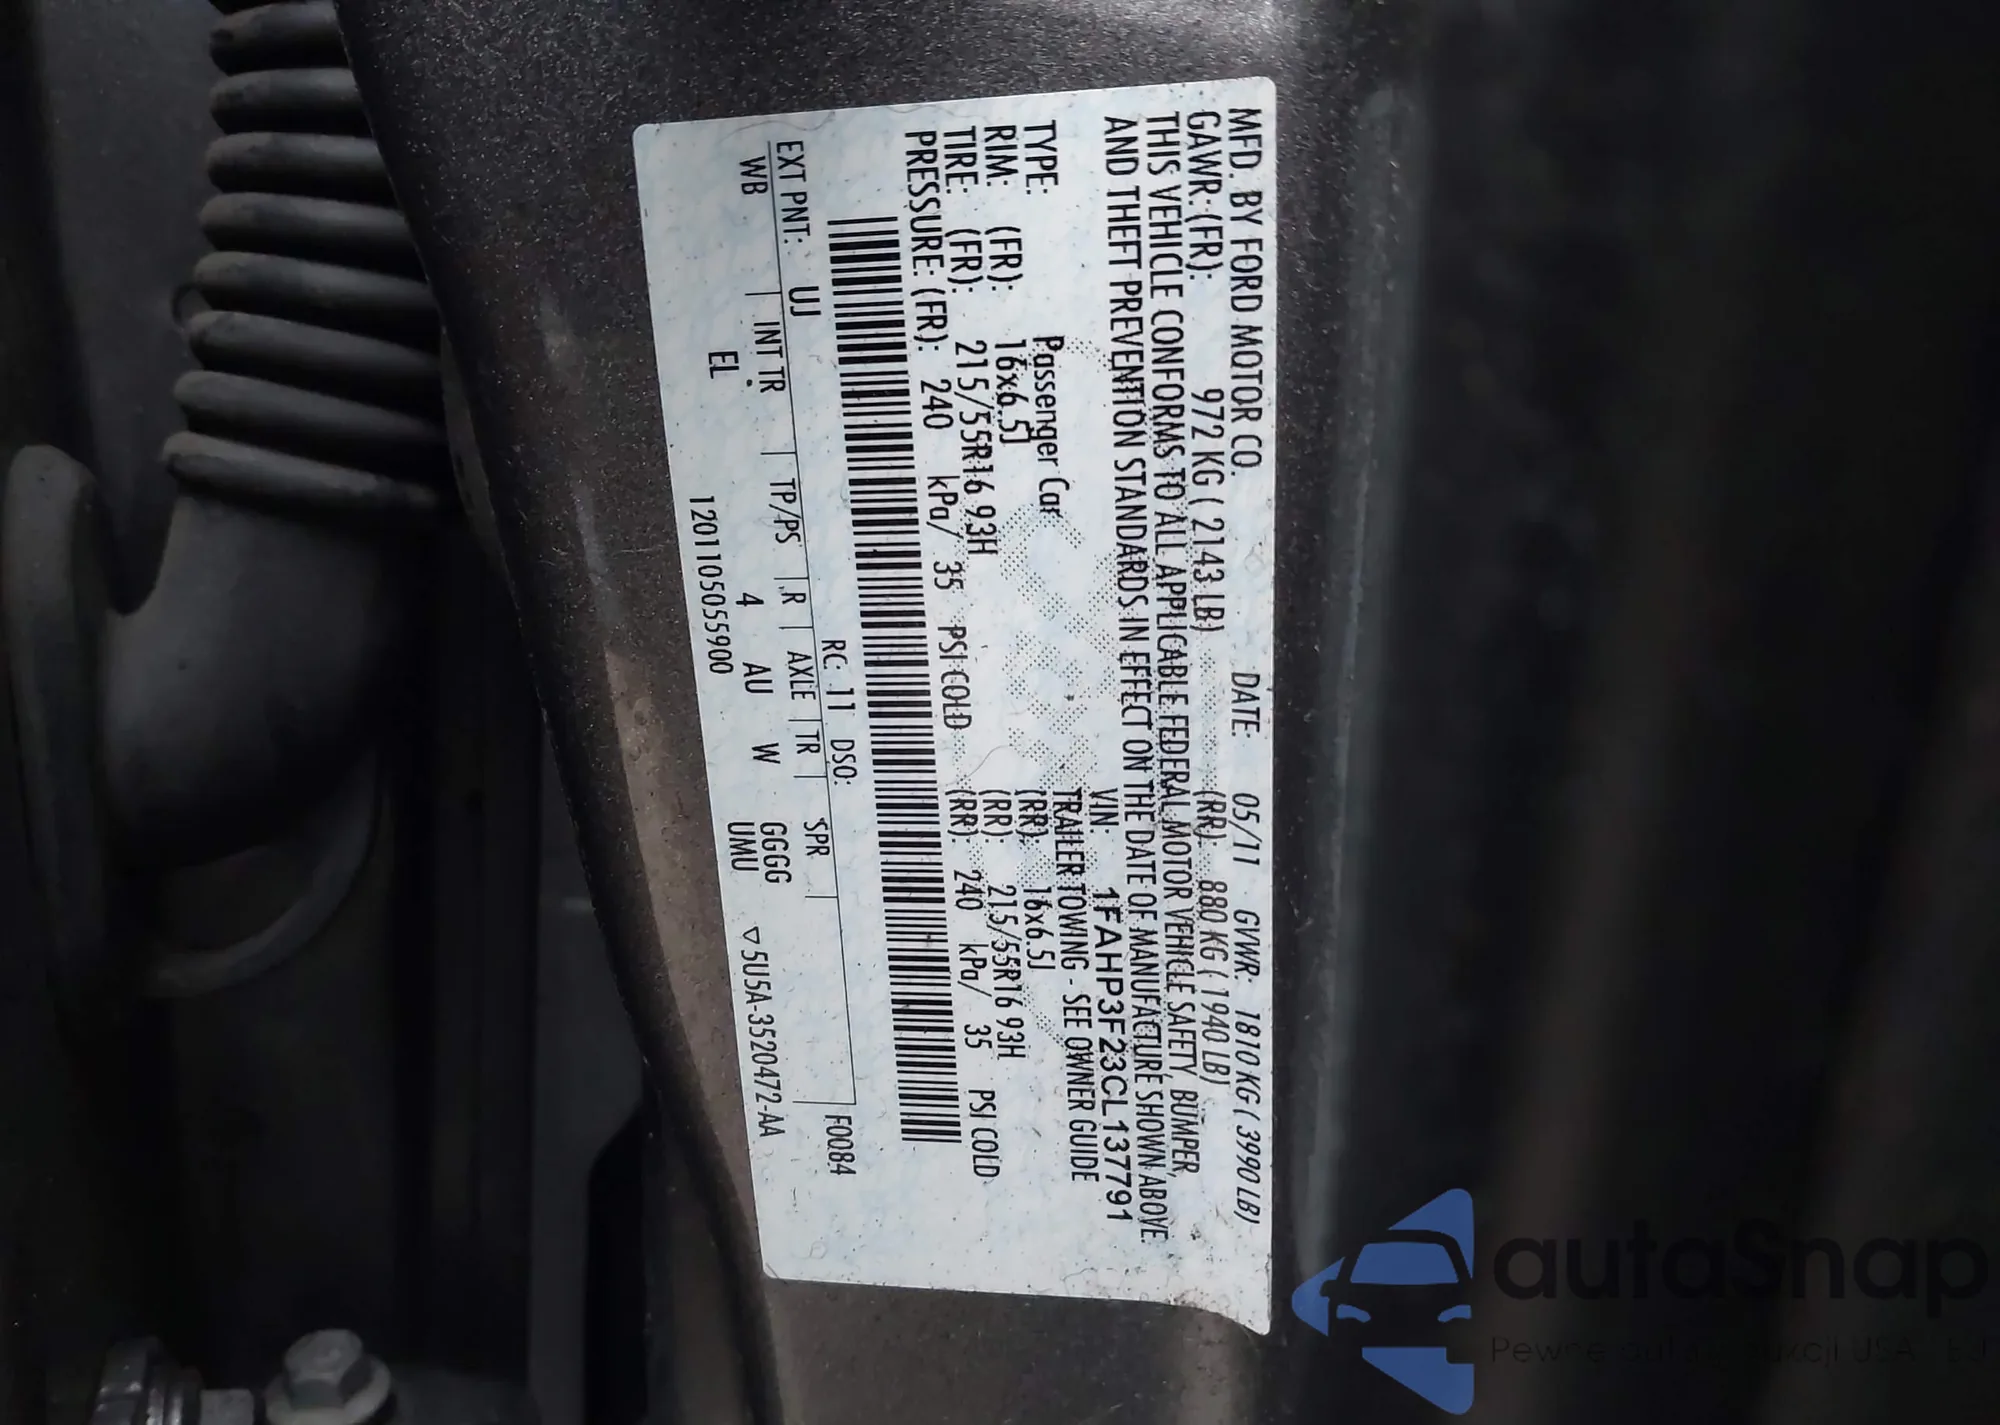 MFD. BY FORD MOTOR CO.
DATE: 05/11 GVWR: 1810 KG ( 3990 LB)
GAWR: (FR): 972 KG ( 2143 LB) (RR): 880 KG ( 1940 LB)
THIS VEHICLE CONFORMS TO ALL APPLICABLE FEDERAL MOTOR VEHICLE SAFETY, BUMPER,
AND THEFT PREVENTION STANDARDS IN EFFECT ON THE DATE OF MANUFACTURE SHOWN ABOVE.
VIN: 1FAHP3F23CL137791
TYPE: Passenger Car TRAILER TOWING - SEE OWNER GUIDE
RIM: (FR): 16x6.5J (RR): 16x6.5J
TIRE: (FR): 215/55R16 93H (RR): 215/55R16 93H
PRESSURE: (FR): 240 kPa/ 35 PSI COLD (RR): 240 kPa/ 35 PSI COLD
F0084
EXT PNT: UJ RC: 11 DSO:
WB INT TR TP/PS R AXLE TR SPR
EL 4 AU W GGGG
UMU ▽5U5A-3520472-AA
12011050559OO
autaSnap